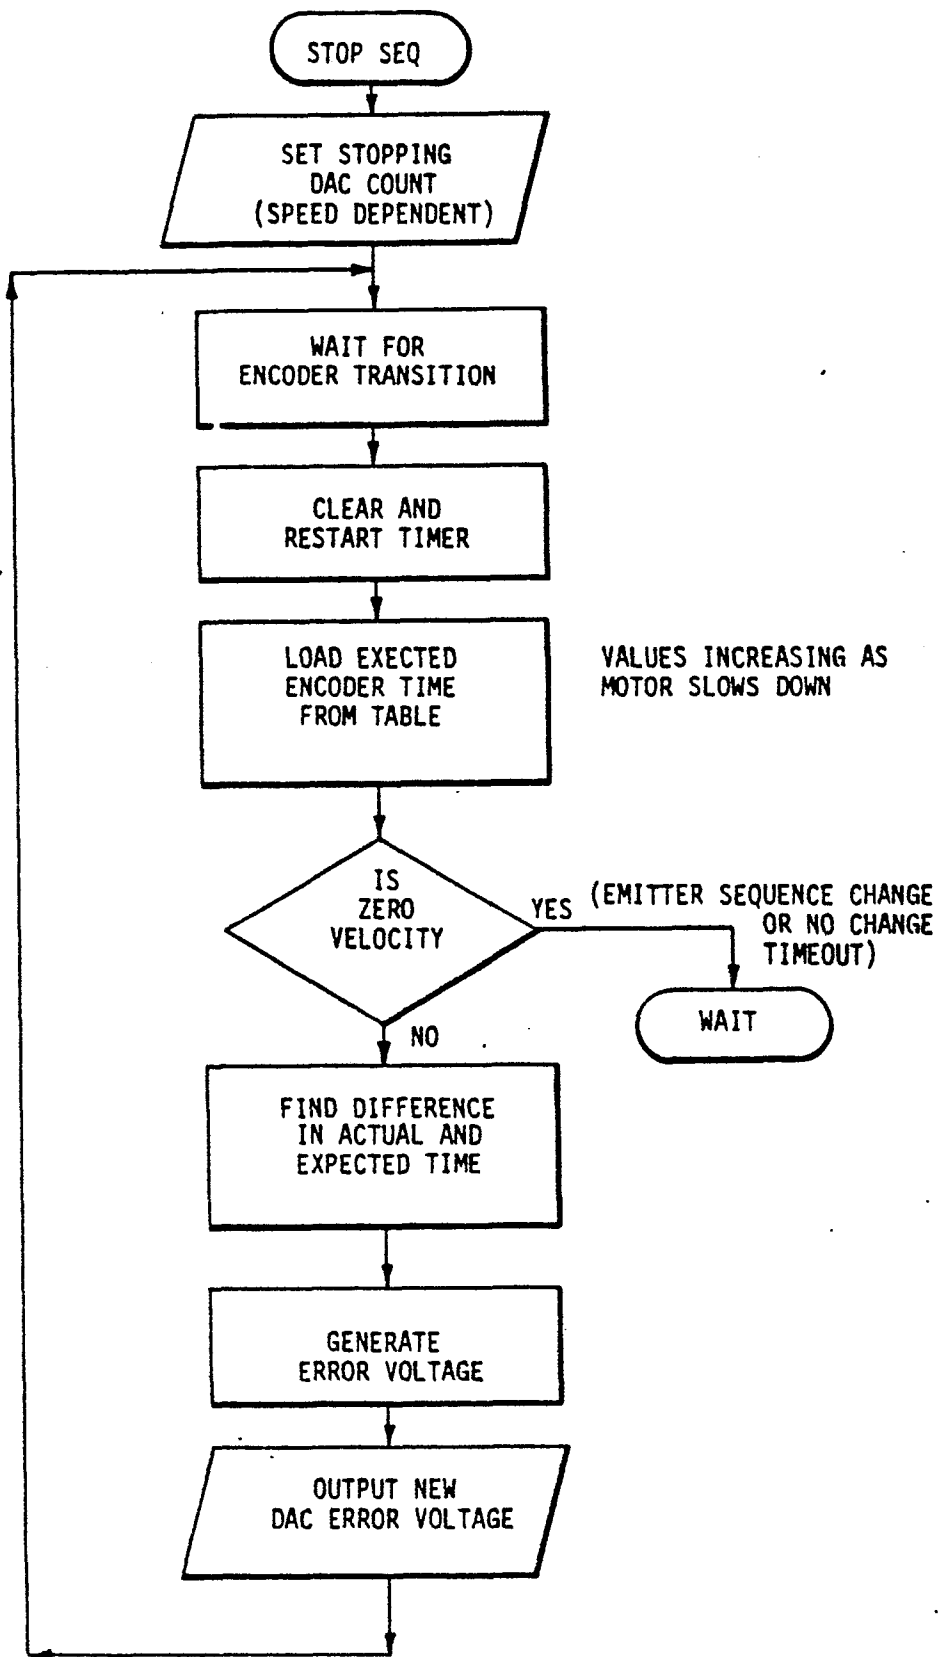 STOP SEQ
SET STOPPING
DAC COUNT
(SPEED DEPENDENT)
WAIT FOR
ENCODER TRANSITION
CLEAR AND
RESTART TIMER
LOAD EXECTED
ENCODER TIME
FROM TABLE
VALUES INCREASING AS
MOTOR SLOWS DOWN
IS
ZERO
VELOCITY
YES
(EMITTER SEQUENCE CHANGE
OR NO CHANGE
TIMEOUT)
WAIT
NO
FIND DIFFERENCE
IN ACTUAL AND
EXPECTED TIME
GENERATE
ERROR VOLTAGE
OUTPUT NEW
DAC ERROR VOLTAGE